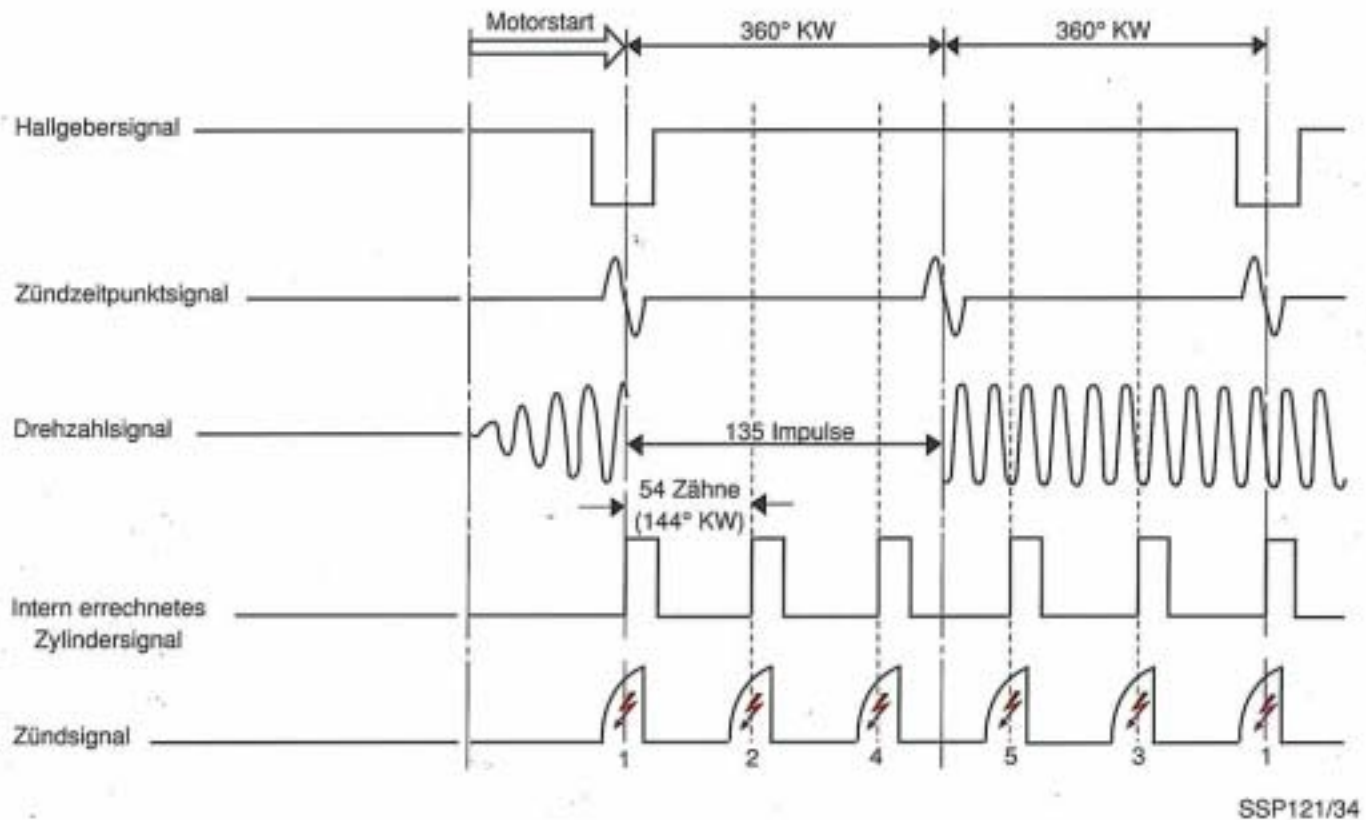 Motorstart
360° KW
360° KW
Hallgebersignal
Zündzeitpunktsignal
Drehzahlsignal
135 Impulse
54 Zähne
(144° KW)
Intern errechnetes
Zylindersignal
Zündsignal
1
2
4
5
3
1
SSP121/34